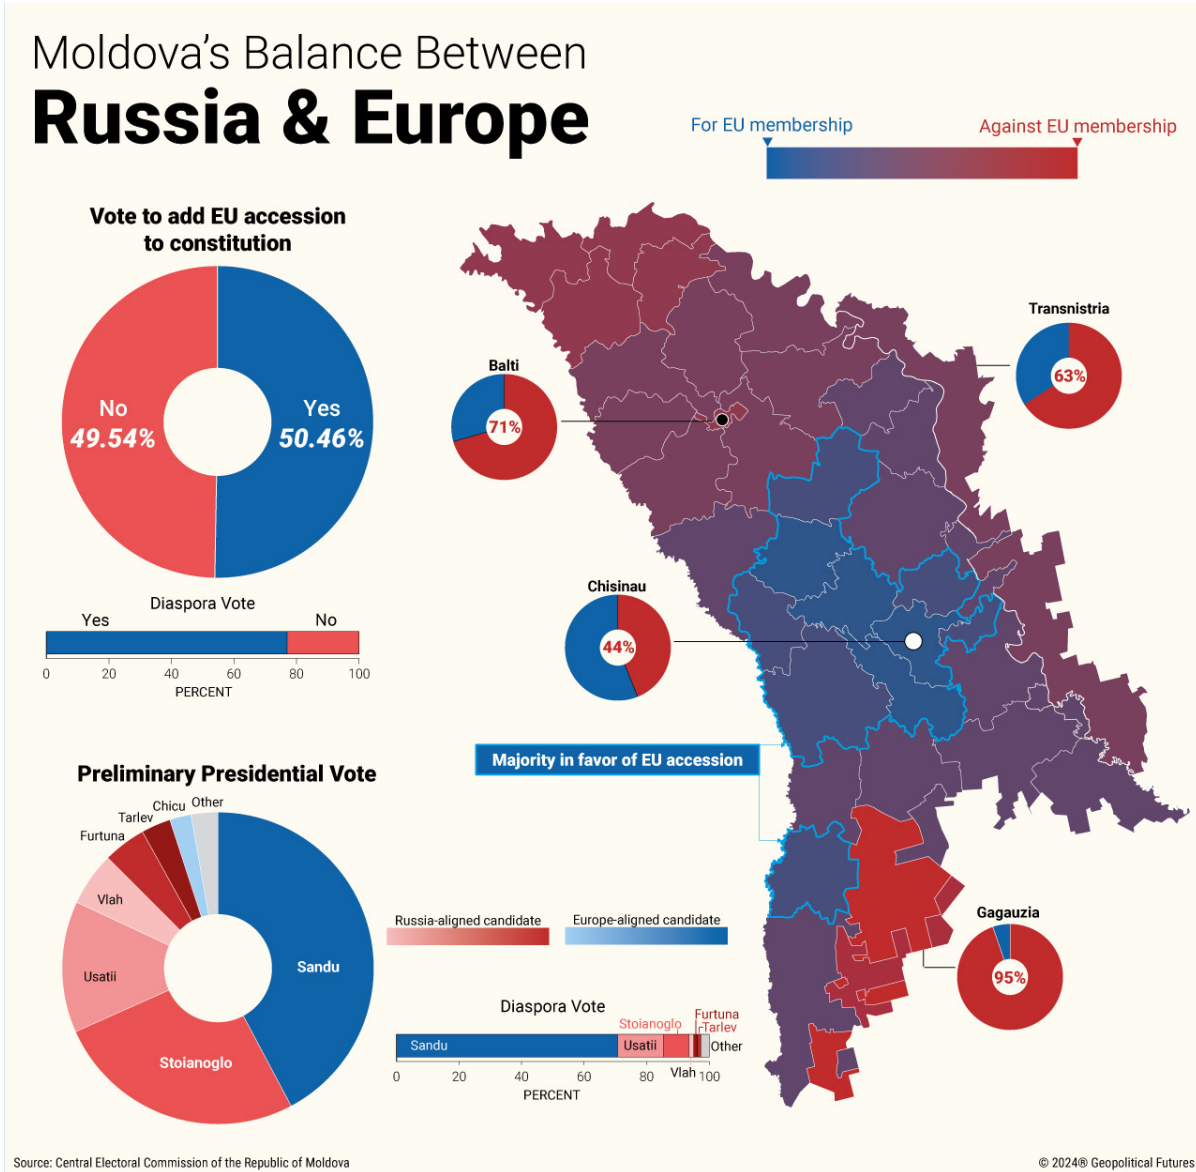 Moldova's Balance Between
Russia & Europe
For EU membership
Against EU membership
Vote to add EU accession
to constitution
No
49.54%
Yes
50.46%
Diaspora Vote
Yes
No
0
20
40
60
80
100
PERCENT
Transnistria
63%
Balti
71%
Chisinau
44%
Majority in favor of EU accession
Gagauzia
95%
Preliminary Presidential Vote
Other
Chicu
Tarlev
Furtuna
Vlah
Usatii
Sandu
Stoianoglo
Russia-aligned candidate
Europe-aligned candidate
Diaspora Vote
Furtuna
Stoianoglo
Tarlev
Sandu
Usatii
Other
Vlah
0
20
40
60
80
100
PERCENT
Source: Central Electoral Commission of the Republic of Moldova
© 2024® Geopolitical Futures